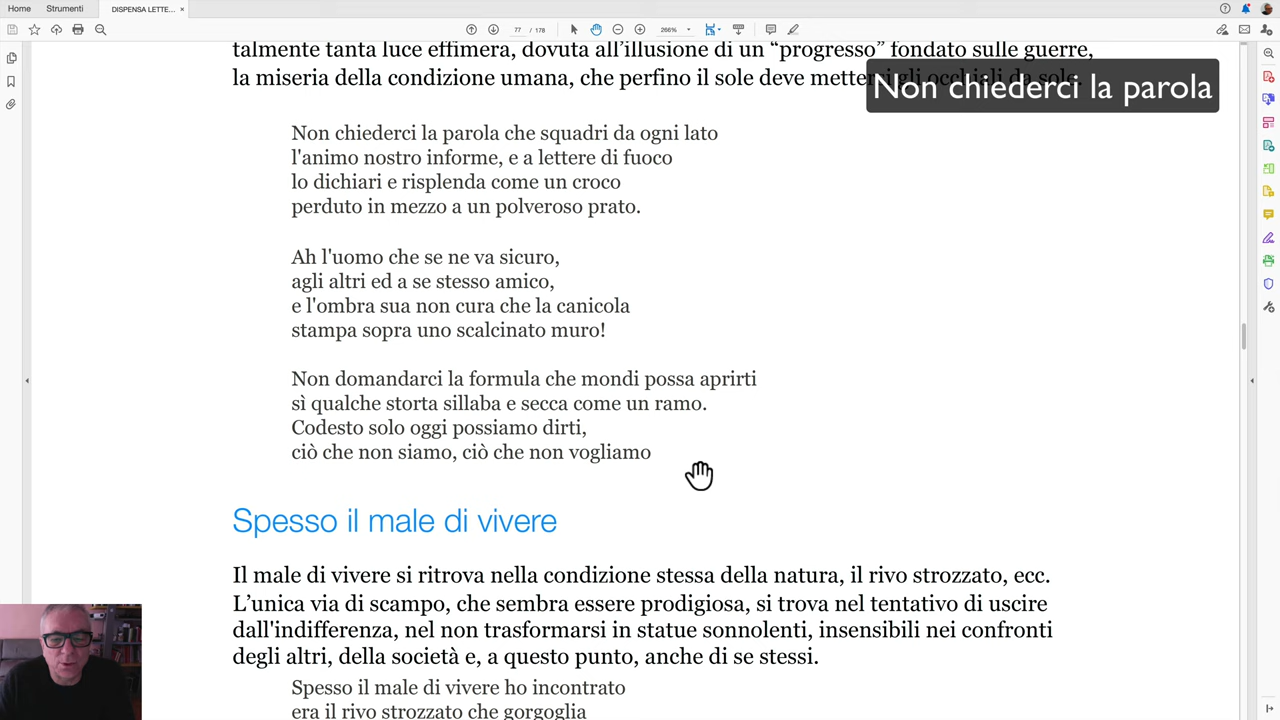 Home Strumenti DISPENSA LETTE... ×
77 / 178 266%
talmente tanta luce effimera, dovuta all'illusione di un “progresso” fondato sulle guerre,
la miseria della condizione umana, che perfino il sole deve mettersi gli occhiali da sole.
Non chiederci la parola
Non chiederci la parola che squadri da ogni lato
l'animo nostro informe, e a lettere di fuoco
lo dichiari e risplenda come un croco
perduto in mezzo a un polveroso prato.
Ah l'uomo che se ne va sicuro,
agli altri ed a se stesso amico,
e l'ombra sua non cura che la canicola
stampa sopra uno scalcinato muro!
Non domandarci la formula che mondi possa aprirti
sì qualche storta sillaba e secca come un ramo.
Codesto solo oggi possiamo dirti,
ciò che non siamo, ciò che non vogliamo
Spesso il male di vivere
Il male di vivere si ritrova nella condizione stessa della natura, il rivo strozzato, ecc.
L’unica via di scampo, che sembra essere prodigiosa, si trova nel tentativo di uscire
dall'indifferenza, nel non trasformarsi in statue sonnolenti, insensibili nei confronti
degli altri, della società e, a questo punto, anche di se stessi.
Spesso il male di vivere ho incontrato
era il rivo strozzato che gorgoglia